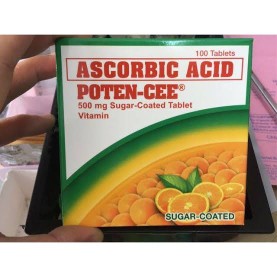 100 Tablets
ASCORBIC ACID
POTEN-CEE®
500 mg Sugar-Coated Tablet
Vitamin
SUGAR-COATED